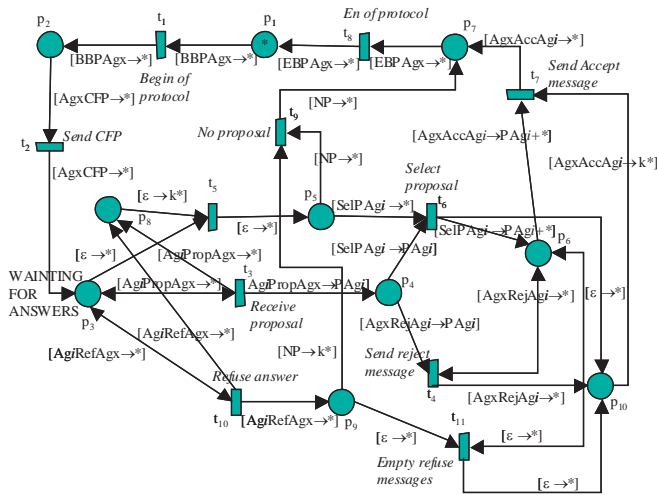 p2
t1
p1
En of protocol
t8
p7
[AgxAccAgi→*]
*
[BBPAgx→*]
[BBPAgx→*]
[EBPAgx→*]
[EBPAgx→*]
Send Accept
message
t7
Begin of
protocol
[AgxCFP→*]
[NP→*]
t9
No proposal
Send CFP
t2
[AgxAccAgi→PAgi+*]
[NP→*]
[AgxAccAgi→k*]
[AgxCFP→*]
Select
proposal
[ε→k*]
t5
p5
[SelPAgi→*]
t6
p8
[ε→*]
[SelPAgi→PAgi+*]
p6
[ε→*]
[AgiPropAgx→*]
[SelPAgi→PAgi]
WAINTING
FOR
ANSWERS
t3
[ε→*]
[AgiPropAgx→*]
AgiPropAgx→PAgi]
p4
[AgxRejAgi→*]
p3
Receive
proposal
[AgxRejAgi→PAgi]
[AgiRefAgx→*]
[AgiRefAgx→*]
[NP→k*]
Send reject
message
Refuse answer
t4
[AgxRejAgi→*]
p10
t10
[AgiRefAgx→*]
p9
t11
[ε→*]
[ε→*]
Empty refuse
messages
[ε→*]